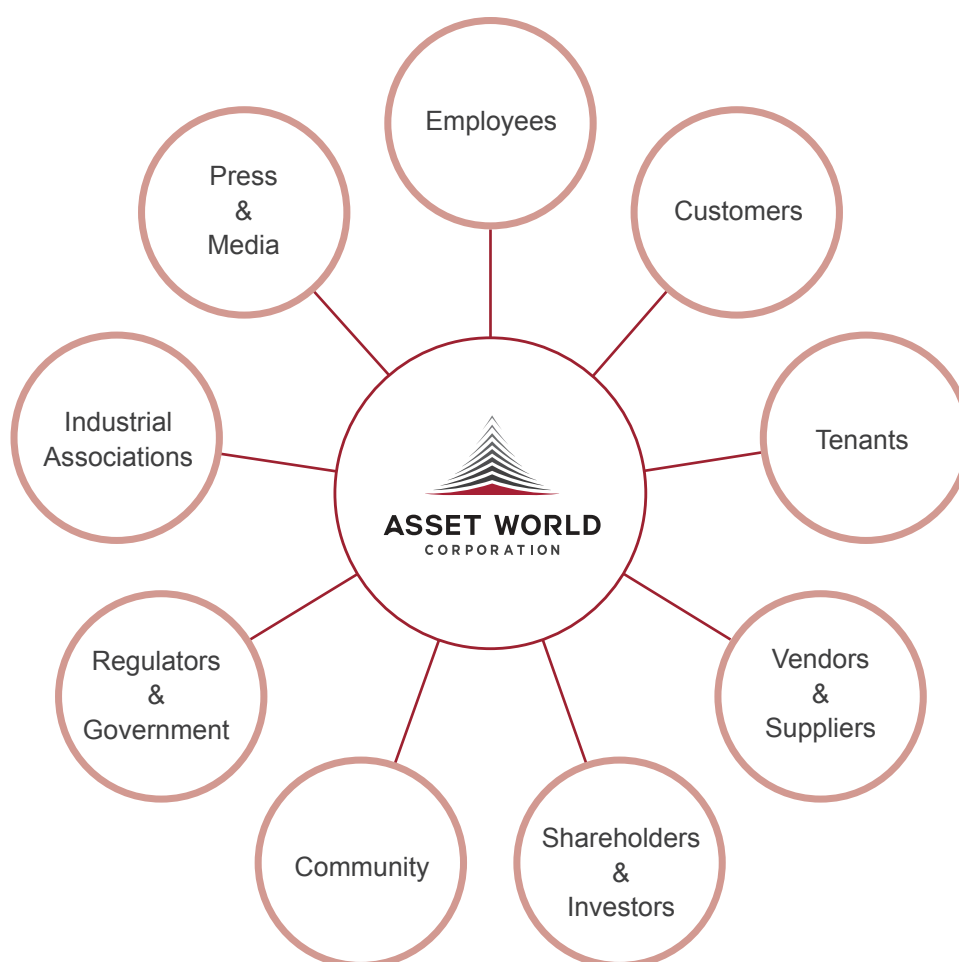 Employees
Customers
Tenants
Vendors
&
Suppliers
Shareholders
&
Investors
Community
Regulators
&
Government
Industrial
Associations
Press
&
Media
ASSET WORLD
CORPORATION